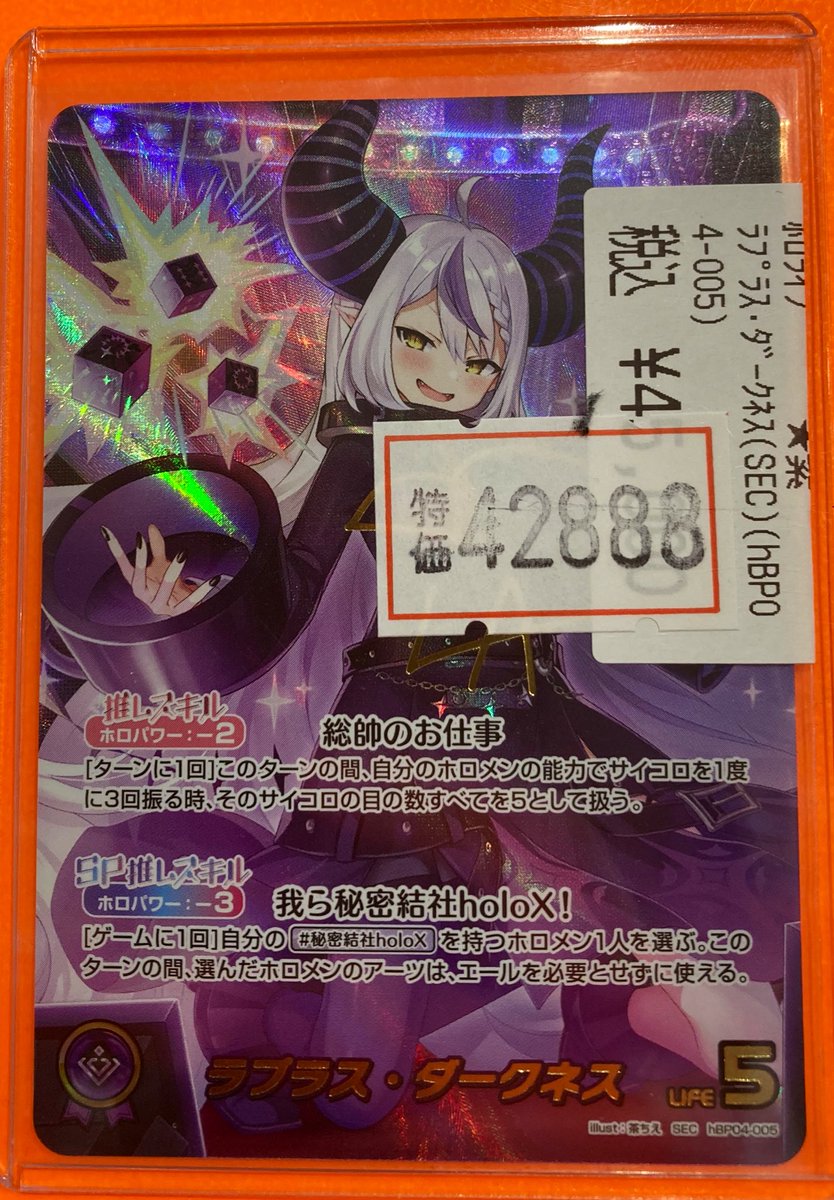 ラプラス・ダークネス(SEC)(hBP0
4-005)
税込
特価 42888
推しスキル
ホロパワー:-2
総帥のお仕事
[ターンに1回]このターンの間、自分のホロメンの能力でサイコロを1度
に3回振る時、そのサイコロの目の数すべてを5として扱う。
SP推しスキル
ホロパワー:-3
我ら秘密結社holoX!
[ゲームに1回]自分の #秘密結社holoX を持つホロメン1人を選ぶ。この
ターンの間、選んだホロメンのアーツは、エールを必要とせずに使える。
ラプラス・ダークネス
LIFE 5
illust:茶ちえ SEC hBP04-005